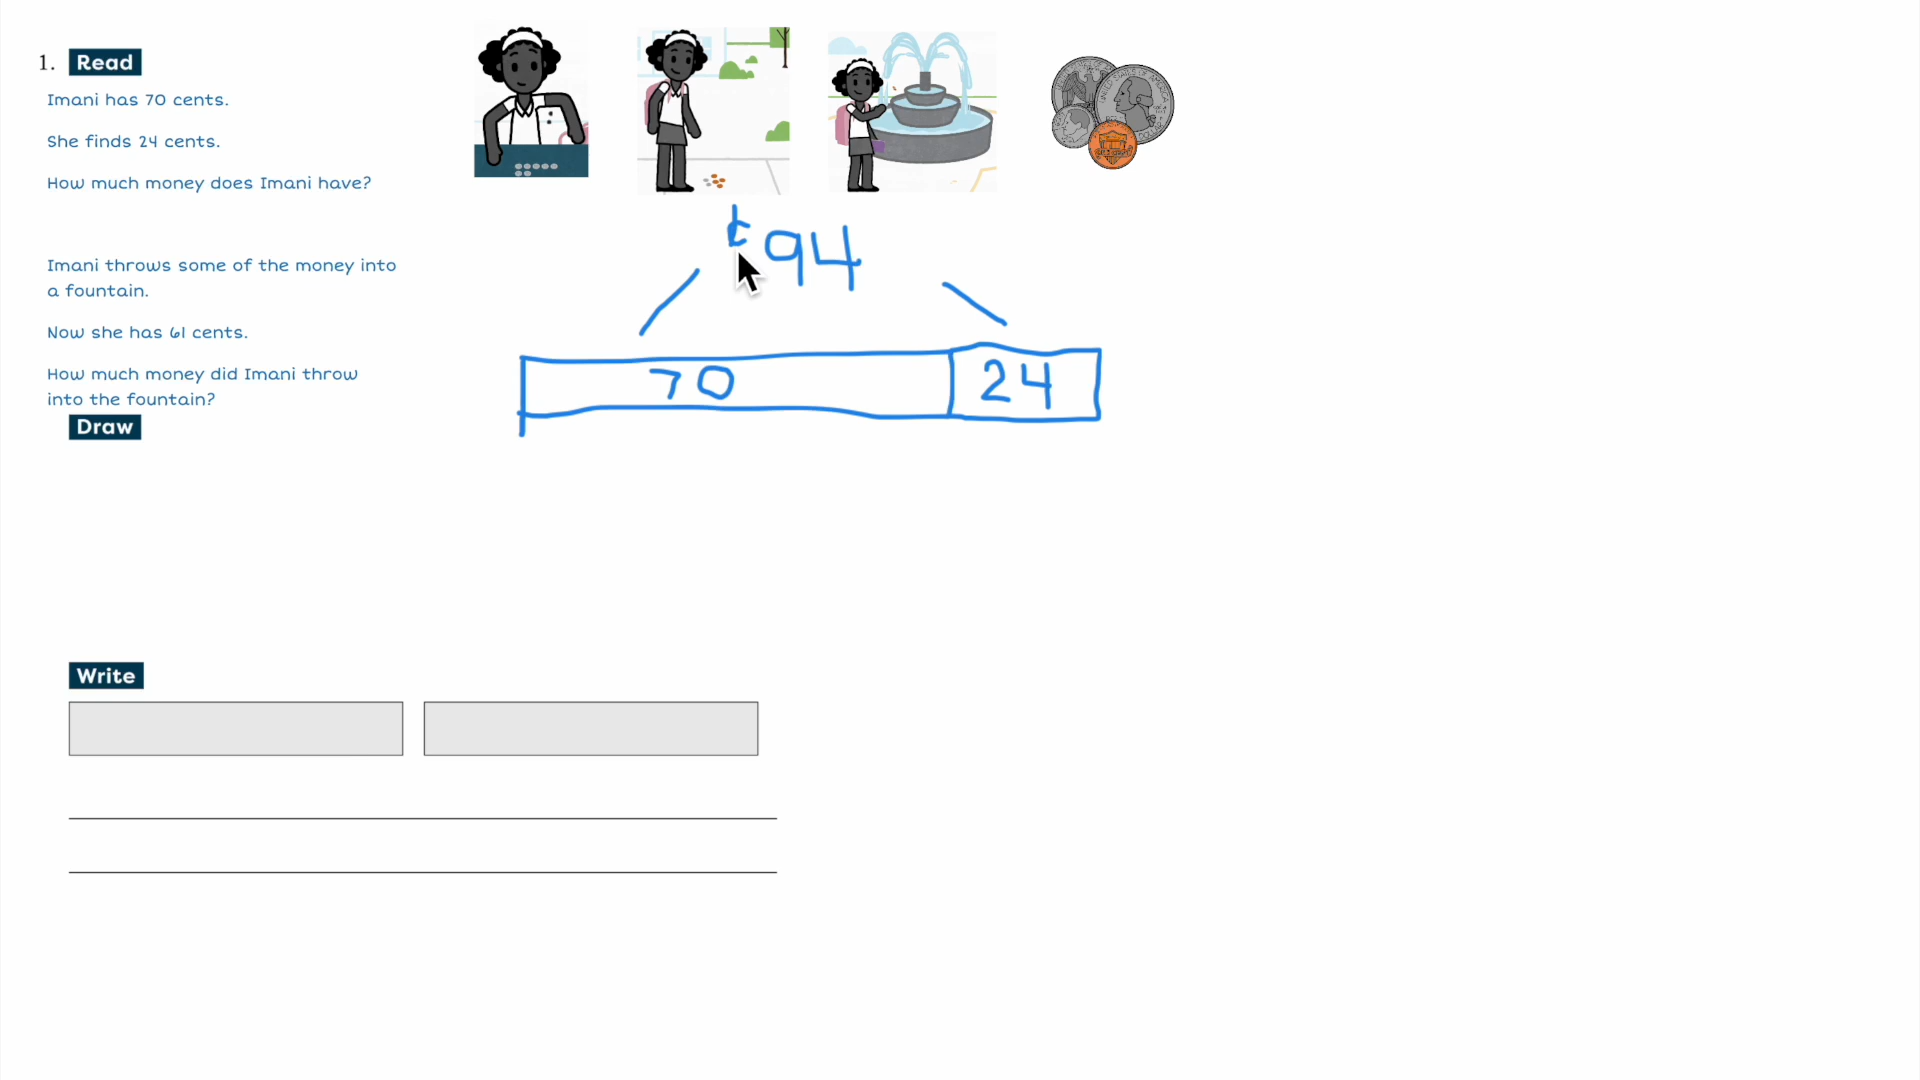 1. Read
Imani has 70 cents.
She finds 24 cents.
How much money does Imani have?
Imani throws some of the money into
a fountain.
Now she has 61 cents.
How much money did Imani throw
into the fountain?
¢94
70 24
Draw
Write